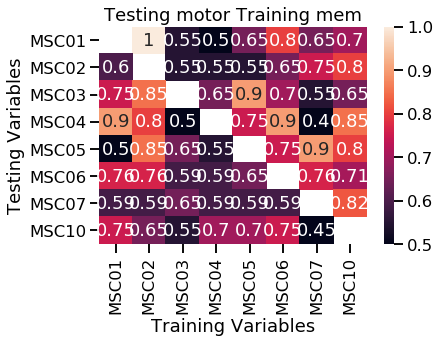 Testing motor Training mem
MSC01 1 0.55 0.5 0.65 0.8 0.65 0.7
MSC02 0.6 0.55 0.55 0.55 0.65 0.75 0.8
MSC03 0.75 0.85 0.65 0.9 0.7 0.55 0.65
MSC04 0.9 0.8 0.5 0.75 0.9 0.4 0.85
MSC05 0.5 0.85 0.65 0.55 0.75 0.9 0.8
MSC06 0.76 0.76 0.59 0.59 0.65 0.76 0.71
MSC07 0.59 0.59 0.65 0.59 0.59 0.59 0.82
MSC10 0.75 0.65 0.55 0.7 0.7 0.75 0.45
MSC01 MSC02 MSC03 MSC04 MSC05 MSC06 MSC07 MSC10
Training Variables
Testing Variables
1.0
0.9
0.8
0.7
0.6
0.5